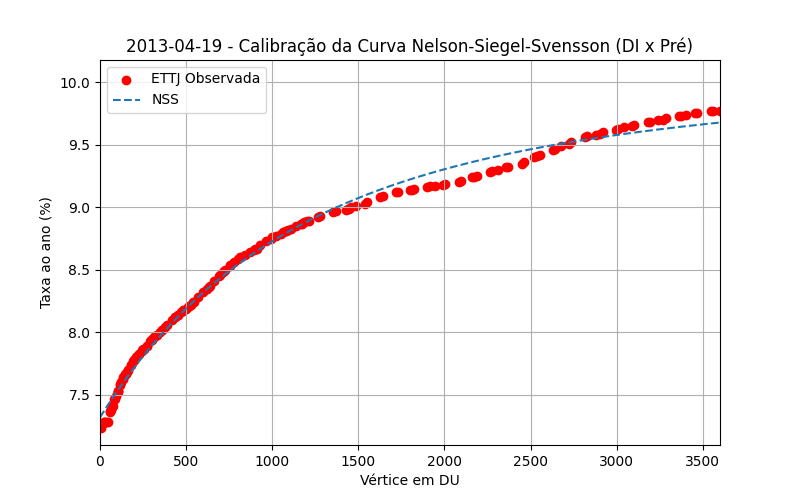 2013-04-19 - Calibração da Curva Nelson-Siegel-Svensson (DI x Pré)
ETTJ Observada
NSS
10.0
9.5
9.0
8.5
8.0
7.5
Taxa ao ano (%)
0 500 1000 1500 2000 2500 3000 3500
Vértice em DU